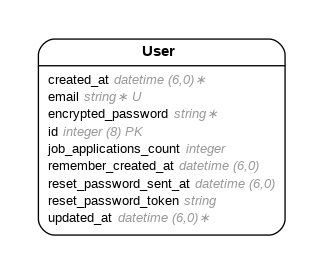 User
created_at datetime (6,0)∗
email string∗ U
encrypted_password string∗
id integer (8) PK
job_applications_count integer
remember_created_at datetime (6,0)
reset_password_sent_at datetime (6,0)
reset_password_token string
updated_at datetime (6,0)∗